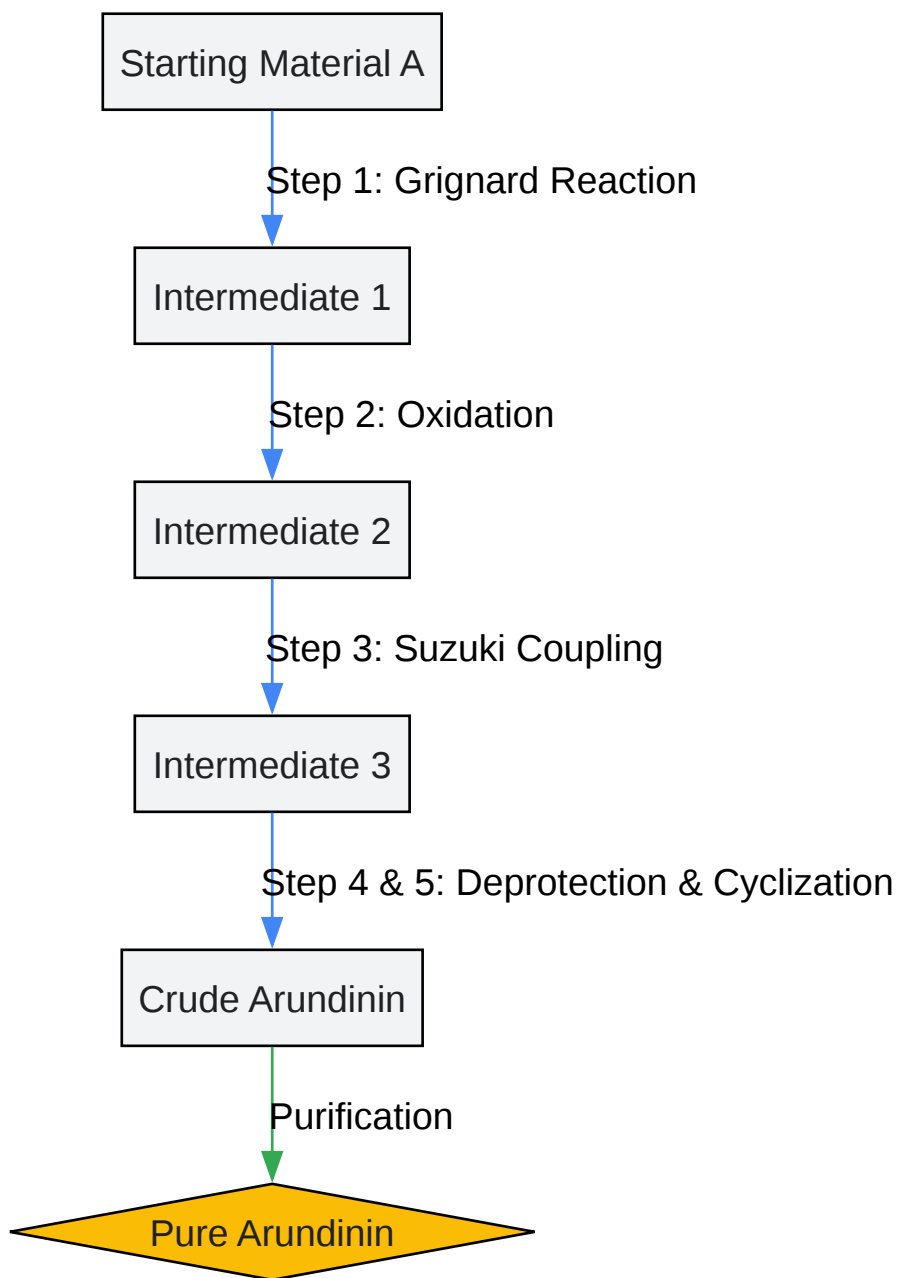 Starting Material A
Step 1: Grignard Reaction
Intermediate 1
Step 2: Oxidation
Intermediate 2
Step 3: Suzuki Coupling
Intermediate 3
Step 4 & 5: Deprotection & Cyclization
Crude Arundinin
Purification
Pure Arundinin